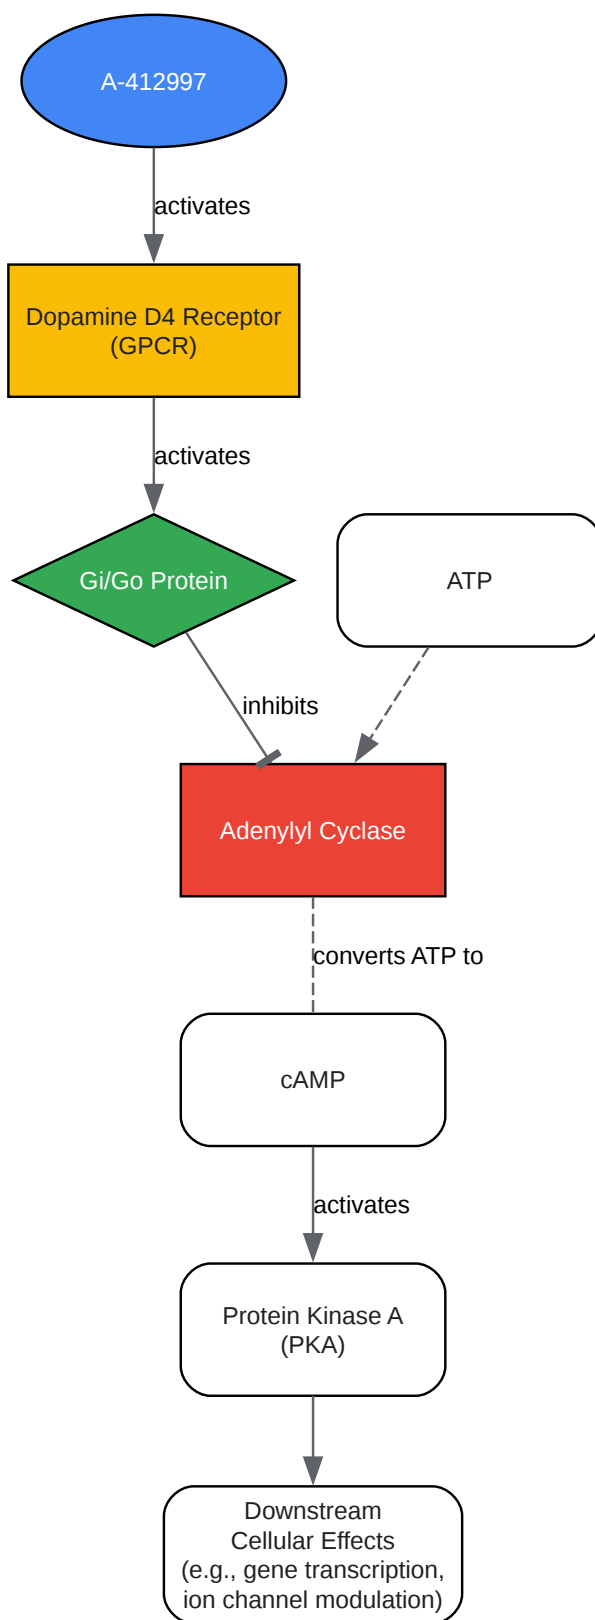 A-412997
activates
Dopamine D4 Receptor
(GPCR)
activates
Gi/Go Protein
ATP
inhibits
Adenylyl Cyclase
converts ATP to
cAMP
activates
Protein Kinase A
(PKA)
Downstream
Cellular Effects
(e.g., gene transcription,
ion channel modulation)